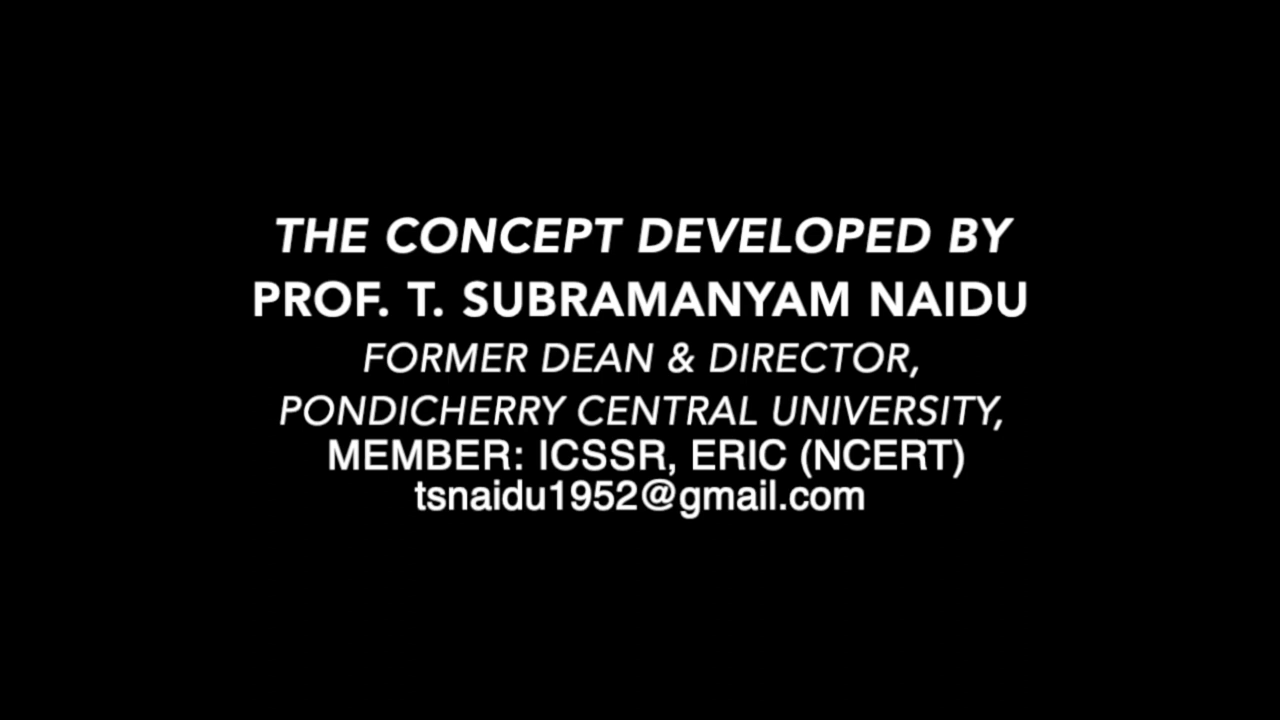 THE CONCEPT DEVELOPED BY
PROF. T. SUBRAMANYAM NAIDU
FORMER DEAN & DIRECTOR,
PONDICHERRY CENTRAL UNIVERSITY,
MEMBER: ICSSR, ERIC (NCERT)
tsnaidu1952@gmail.com